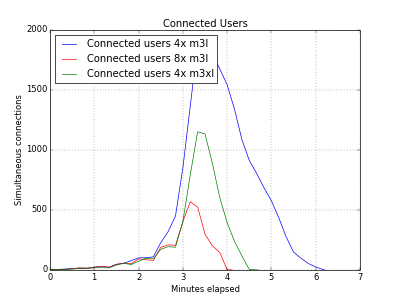 Connected Users
Connected users 4x m3l
Connected users 8x m3l
Connected users 4x m3xl
Simultaneous connections
2000
1500
1000
500
0
0 1 2 3 4 5 6 7
Minutes elapsed